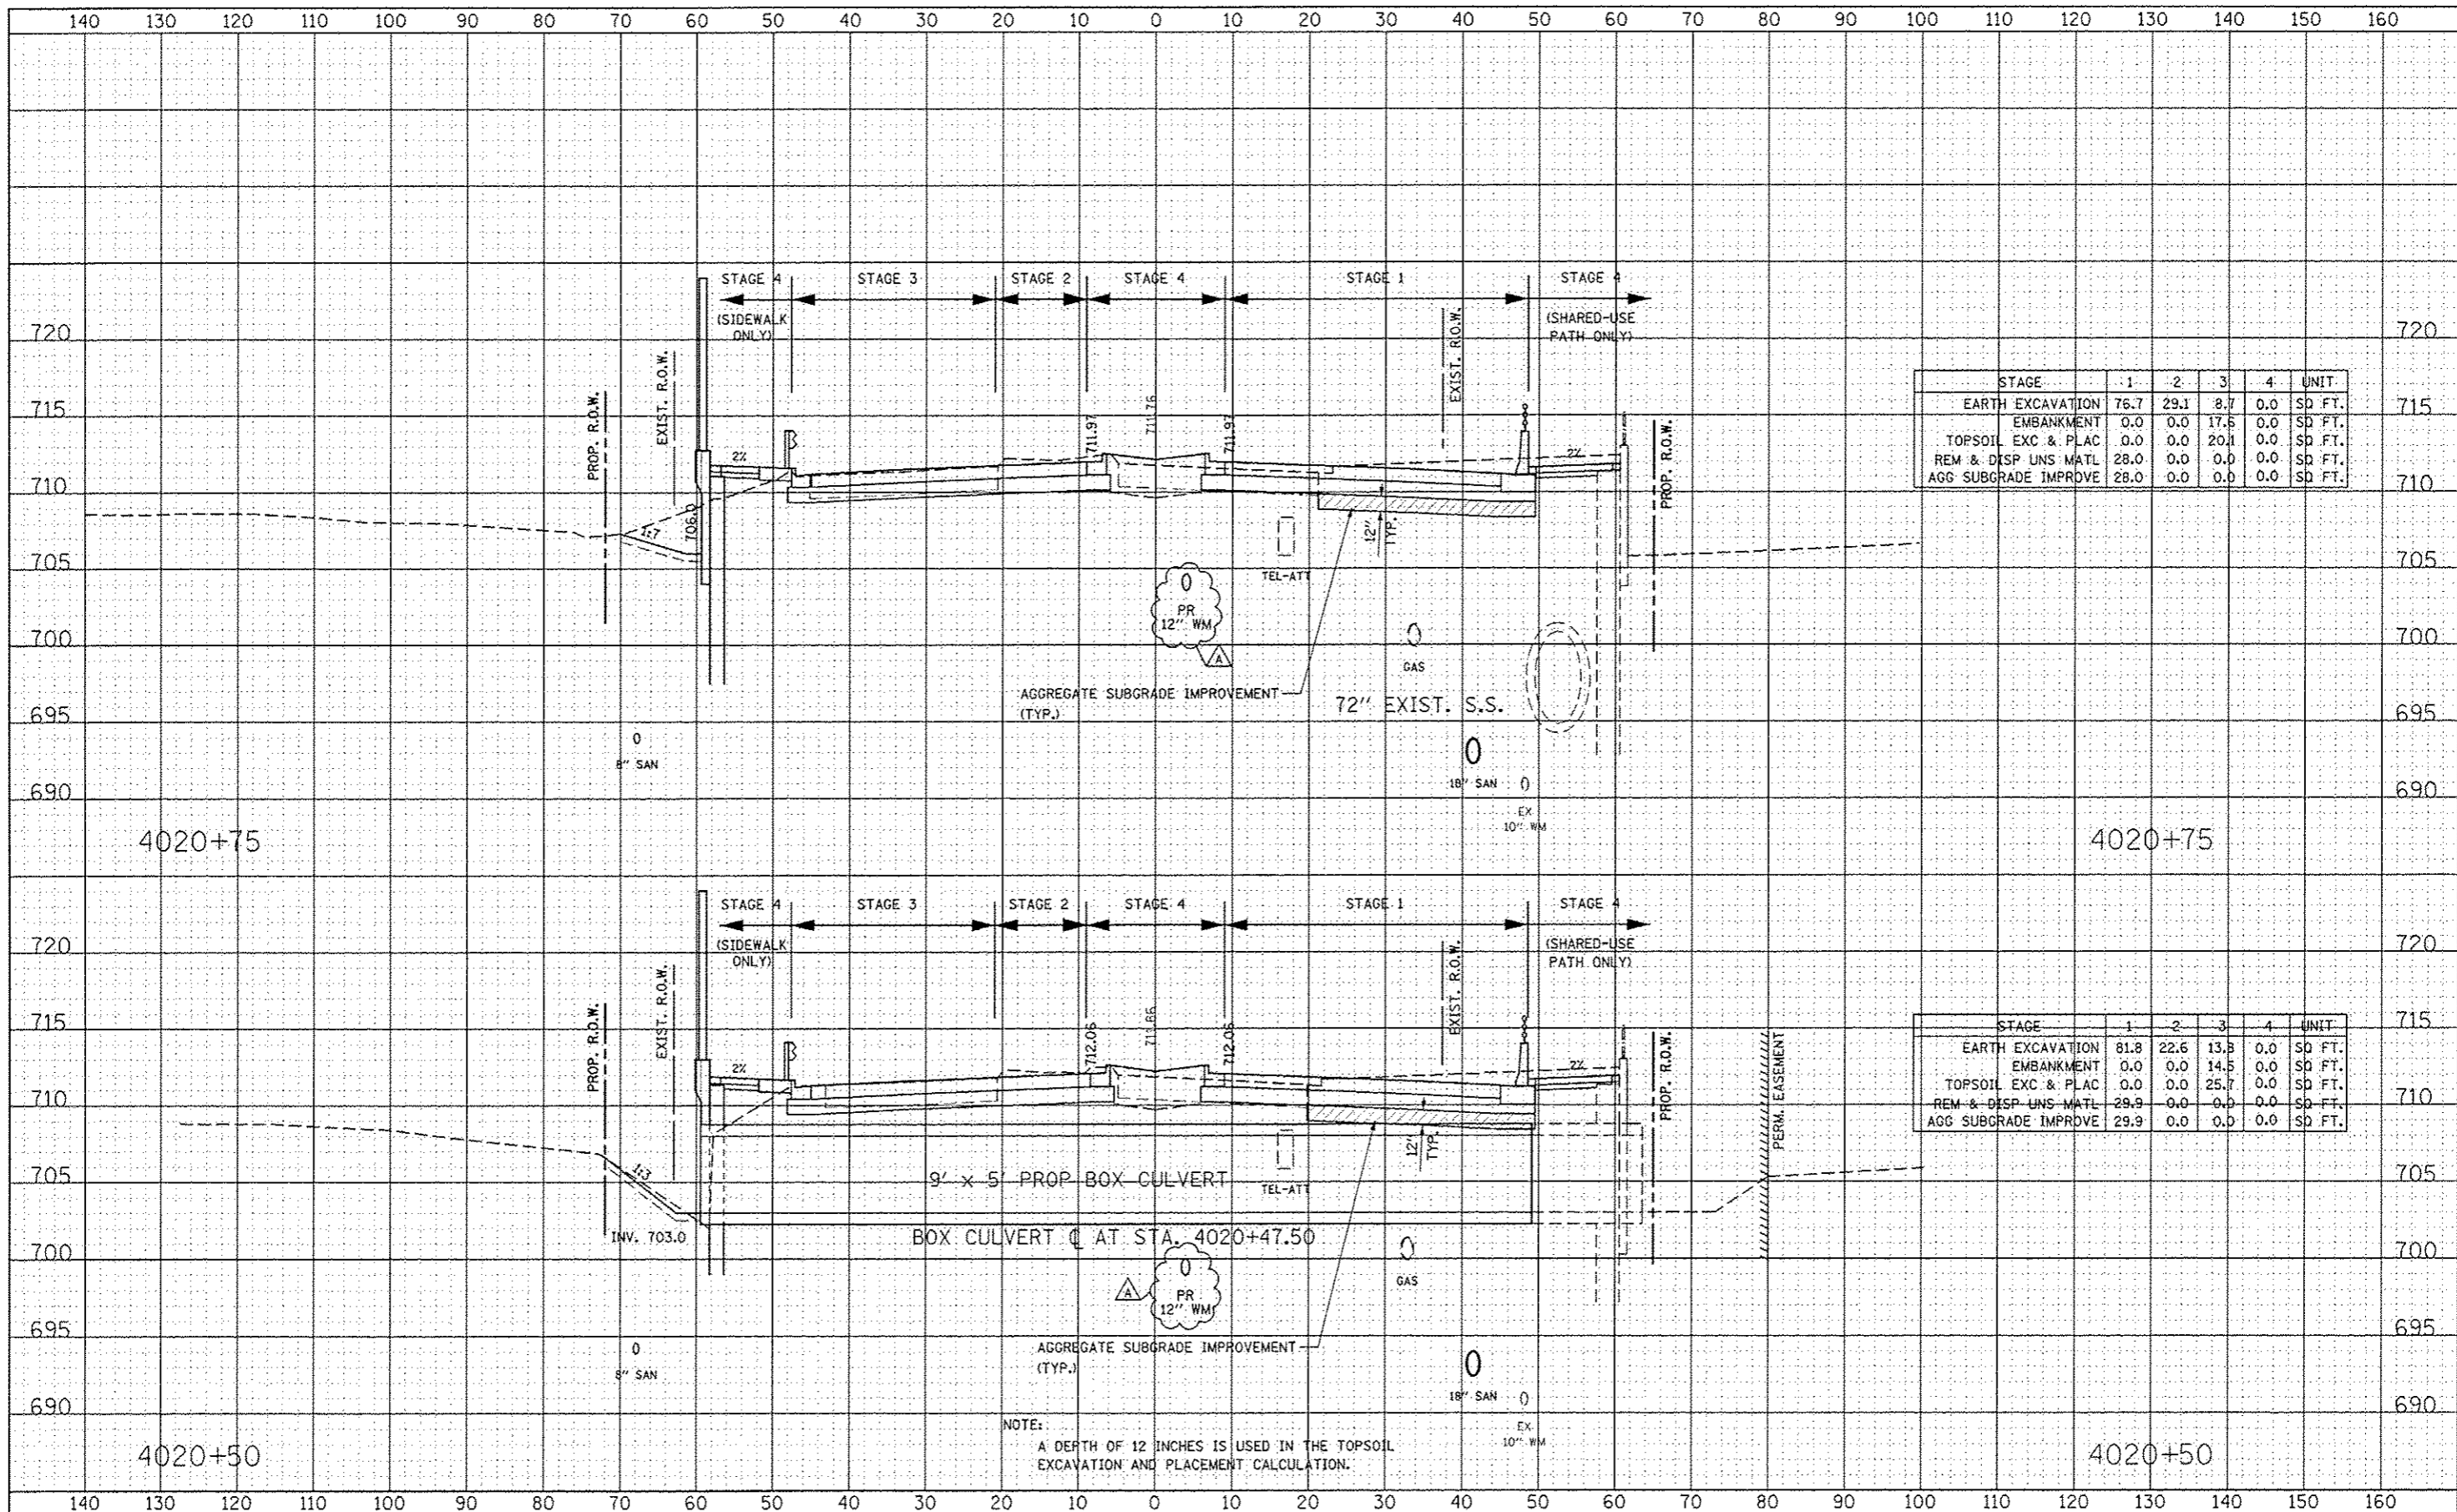 140 130 120 110 100 90 80 70 60 50 40 30 20 10 0 10 20 30 40 50 60 70 80 90 100 110 120 130 140 150 160
STAGE 4 STAGE 3 STAGE 2 STAGE 4 STAGE 1 STAGE 4
(SIDEWALK ONLY)
(SHARED-USE PATH ONLY)
720 720
715 715
710 710
705 705
700 700
695 695
690 690
PROP. R.O.W.
EXIST. R.O.W.
706.0
2%
1:7
711.97
711.76
711.97
EXIST. R.O.W.
2%
PROP. R.O.W.
12"
TYP.
TEL-ATT
0
PR
12" WM
A
GAS
AGGREGATE SUBGRADE IMPROVEMENT
(TYP.)
72" EXIST. S.S.
8" SAN
18" SAN
EX
10" WM
STAGE 1 2 3 4 UNIT
EARTH EXCAVATION 76.7 29.1 8.7 0.0 SQ FT.
EMBANKMENT 0.0 0.0 17.6 0.0 SQ FT.
TOPSOIL EXC & PLAC 0.0 0.0 20.1 0.0 SQ FT.
REM & DISP UNS MATL 28.0 0.0 0.0 0.0 SQ FT.
AGG SUBGRADE IMPROVE 28.0 0.0 0.0 0.0 SQ FT.
4020+75 4020+75
STAGE 4 STAGE 3 STAGE 2 STAGE 4 STAGE 1 STAGE 4
(SIDEWALK ONLY)
(SHARED-USE PATH ONLY)
720 720
715 715
710 710
705 705
700 700
695 695
690 690
PROP. R.O.W.
EXIST. R.O.W.
2%
1:3
712.06
711.86
712.06
EXIST. R.O.W.
2%
PROP. R.O.W.
PERM. EASEMENT
12"
TYP.
9' x 5' PROP BOX CULVERT
TEL-ATT
INV. 703.0
BOX CULVERT ℄ AT STA. 4020+47.50
0
PR
12" WM
A
GAS
AGGREGATE SUBGRADE IMPROVEMENT
(TYP.)
8" SAN
18" SAN
EX
10" WM
STAGE 1 2 3 4 UNIT
EARTH EXCAVATION 81.8 22.6 13.8 0.0 SQ FT.
EMBANKMENT 0.0 0.0 14.5 0.0 SQ FT.
TOPSOIL EXC & PLAC 0.0 0.0 25.7 0.0 SQ FT.
REM & DISP UNS MATL 29.9 0.0 0.0 0.0 SQ FT.
AGG SUBGRADE IMPROVE 29.9 0.0 0.0 0.0 SQ FT.
NOTE:
A DEPTH OF 12 INCHES IS USED IN THE TOPSOIL
EXCAVATION AND PLACEMENT CALCULATION.
4020+50 4020+50
140 130 120 110 100 90 80 70 60 50 40 30 20 10 0 10 20 30 40 50 60 70 80 90 100 110 120 130 140 150 160